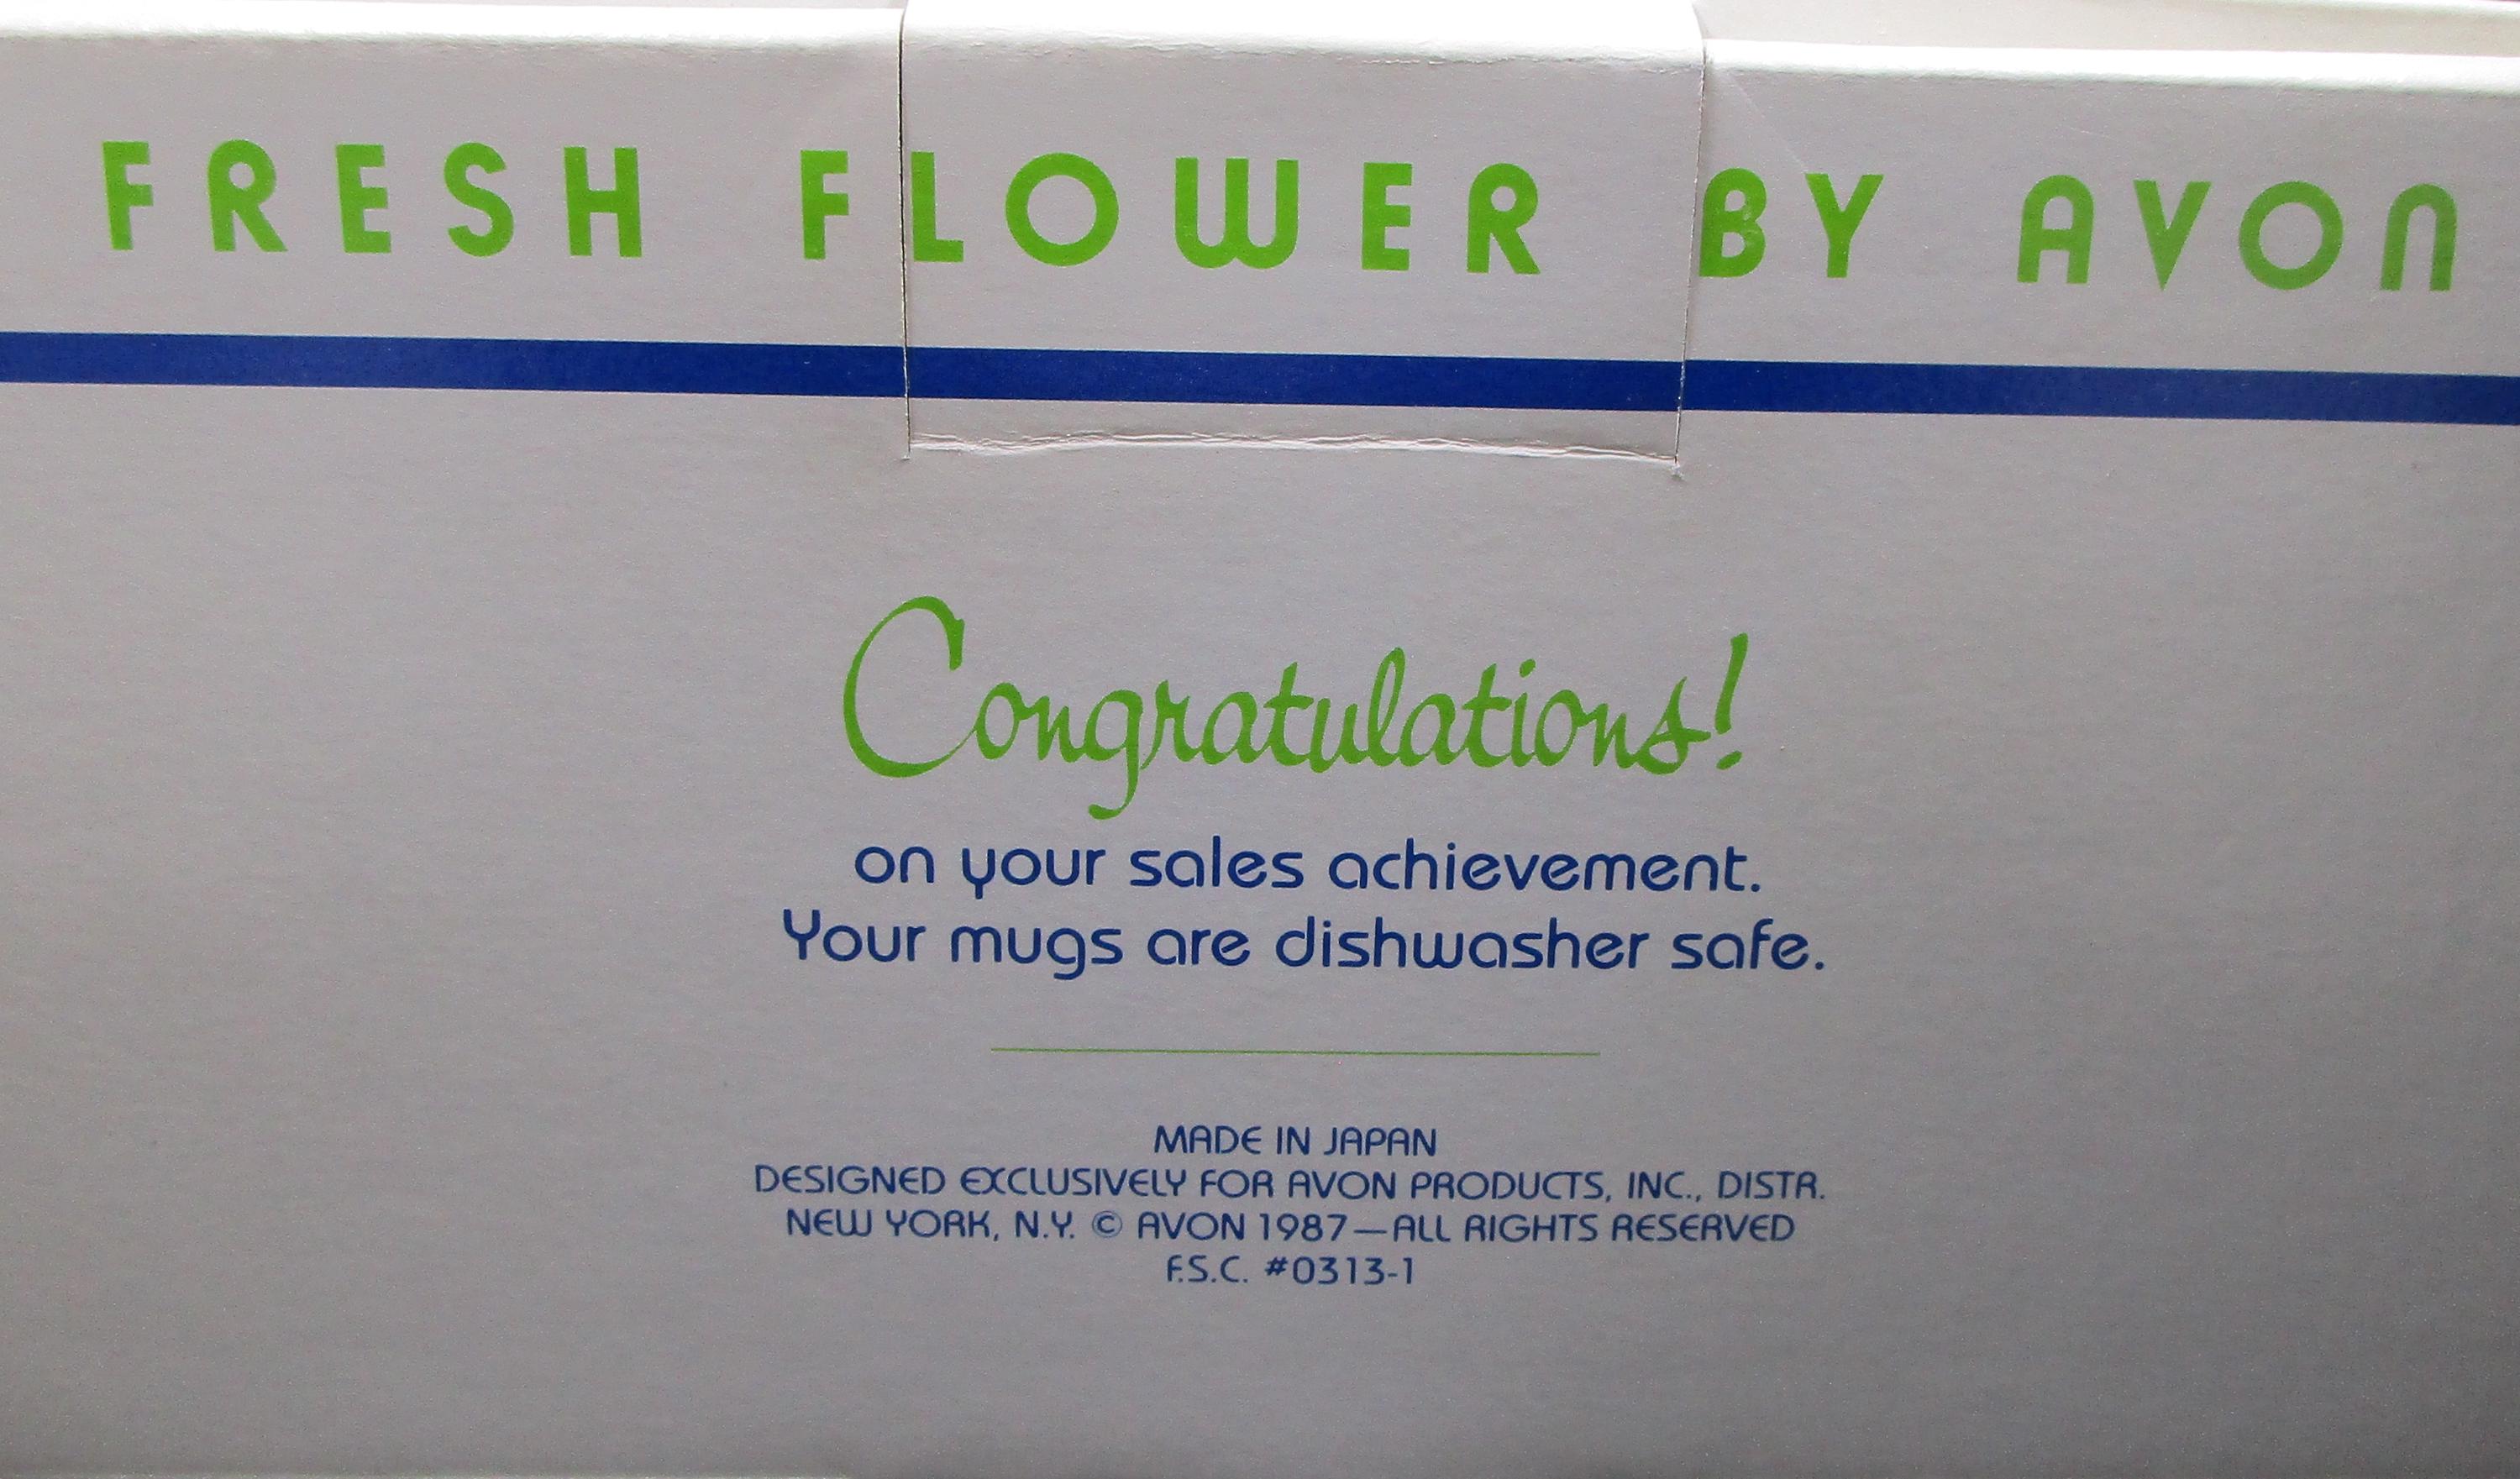 FRESH FLOWER BY AVON
Congratulations!
on your sales achievement.
Your mugs are dishwasher safe.
MADE IN JAPAN
DESIGNED EXCLUSIVELY FOR AVON PRODUCTS, INC., DISTR.
NEW YORK, N.Y. © AVON 1987—ALL RIGHTS RESERVED
F.S.C. #0313-1